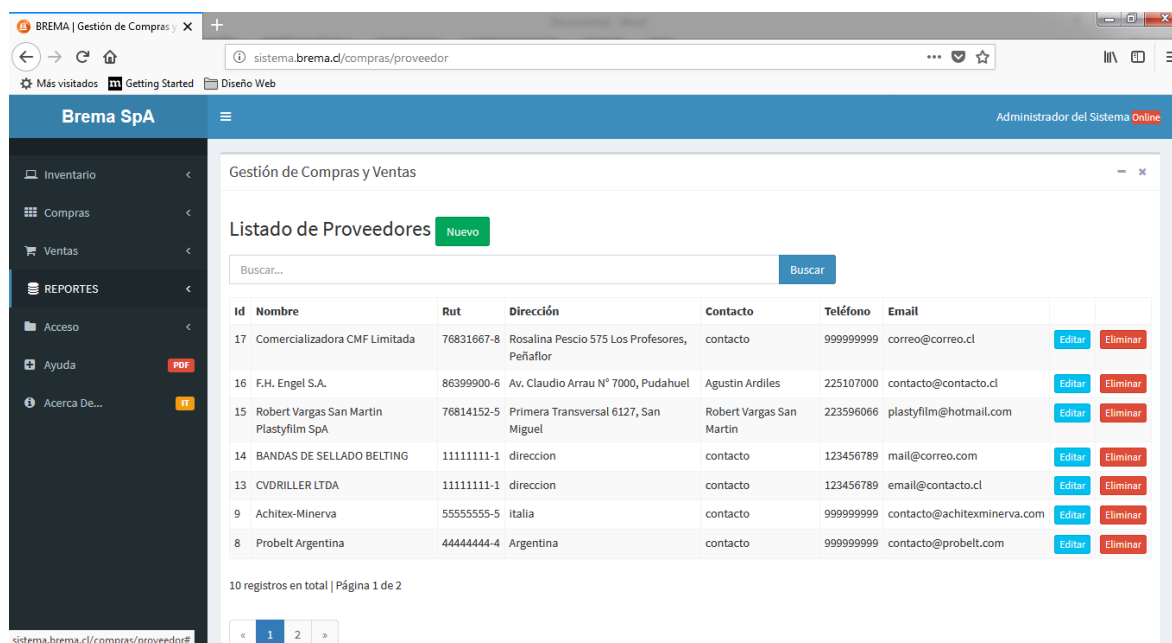 BREMA | Gestión de Compras y
sistema.brema.cl/compras/proveedor
Más visitados Getting Started Diseño Web
Brema SpA
Administrador del Sistema Online
Inventario
Compras
Ventas
REPORTES
Acceso
Ayuda PDF
Acerca De... IT
Gestión de Compras y Ventas
Listado de Proveedores Nuevo
Buscar... Buscar
Id Nombre Rut Dirección Contacto Teléfono Email
17 Comercializadora CMF Limitada 76831667-8 Rosalina Pescio 575 Los Profesores, contacto 999999999 correo@correo.cl Editar Eliminar
Peñaflor
16 F.H. Engel S.A. 86399900-6 Av. Claudio Arrau N° 7000, Pudahuel Agustin Ardiles 225107000 contacto@contacto.cl Editar Eliminar
15 Robert Vargas San Martin 76814152-5 Primera Transversal 6127, San Robert Vargas San 223596066 plastyfilm@hotmail.com Editar Eliminar
Plastyfilm SpA Miguel Martin
14 BANDAS DE SELLADO BELTING 11111111-1 direccion contacto 123456789 mail@correo.com Editar Eliminar
13 CVDRILLER LTDA 11111111-1 direccion contacto 123456789 email@contacto.cl Editar Eliminar
9 Achitex-Minerva 55555555-5 italia contacto 999999999 contacto@achitexminerva.com Editar Eliminar
8 Probelt Argentina 44444444-4 Argentina contacto 999999999 contacto@probelt.com Editar Eliminar
10 registros en total | Página 1 de 2
« 1 2 »
sistema.brema.cl/compras/proveedor#